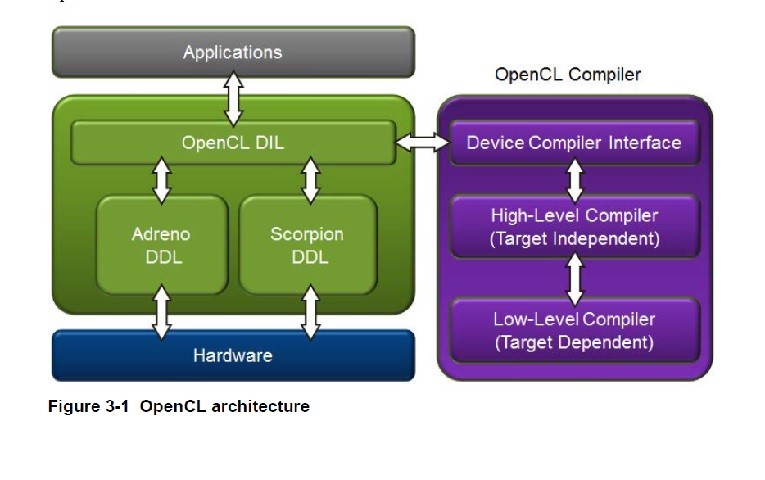 Applications
OpenCL Compiler
OpenCL DIL
Device Compiler Interface
Adreno
DDL
Scorpion
DDL
High-Level Compiler
(Target Independent)
Low-Level Compiler
(Target Dependent)
Hardware
Figure 3-1 OpenCL architecture